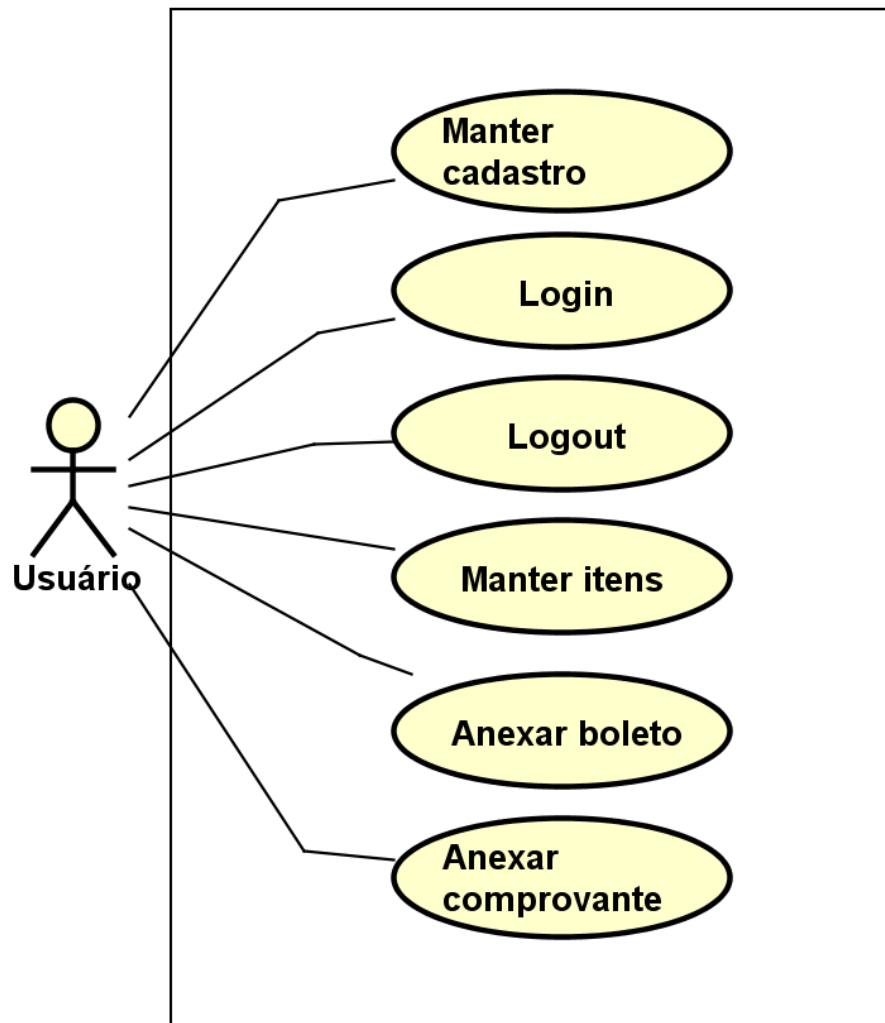 Manter
cadastro
Login
Logout
Manter itens
Usuário
Anexar boleto
Anexar
comprovante